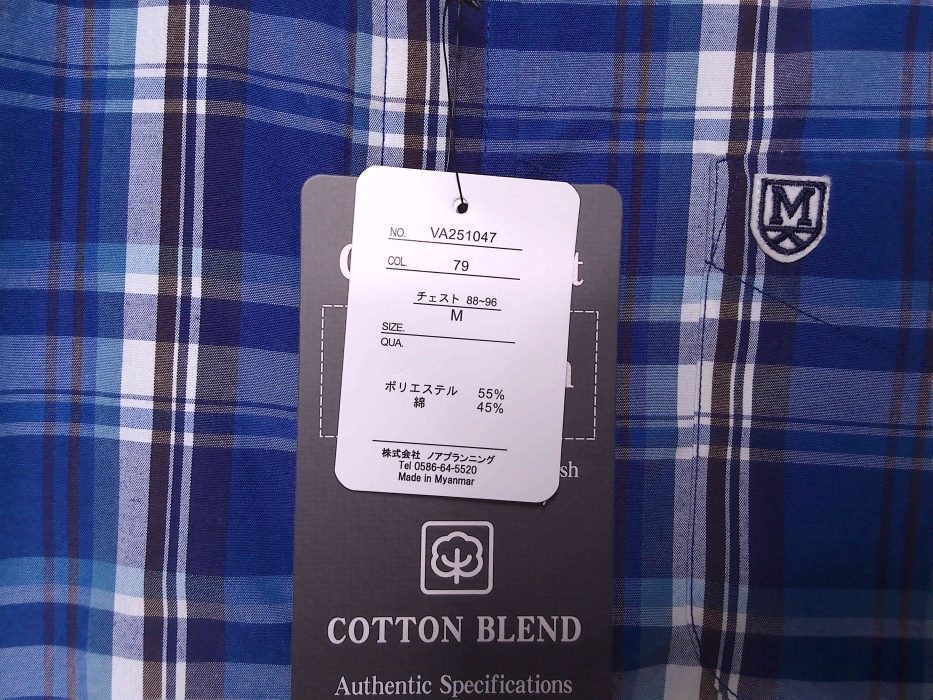 NO. VA251047
COL. 79
チェスト 88~96
M
SIZE.
QUA.
ポリエステル 55%
綿 45%
株式会社 ノアプランニング
Tel 0586-64-5520
Made in Myanmar
COTTON BLEND
Authentic Specifications
M